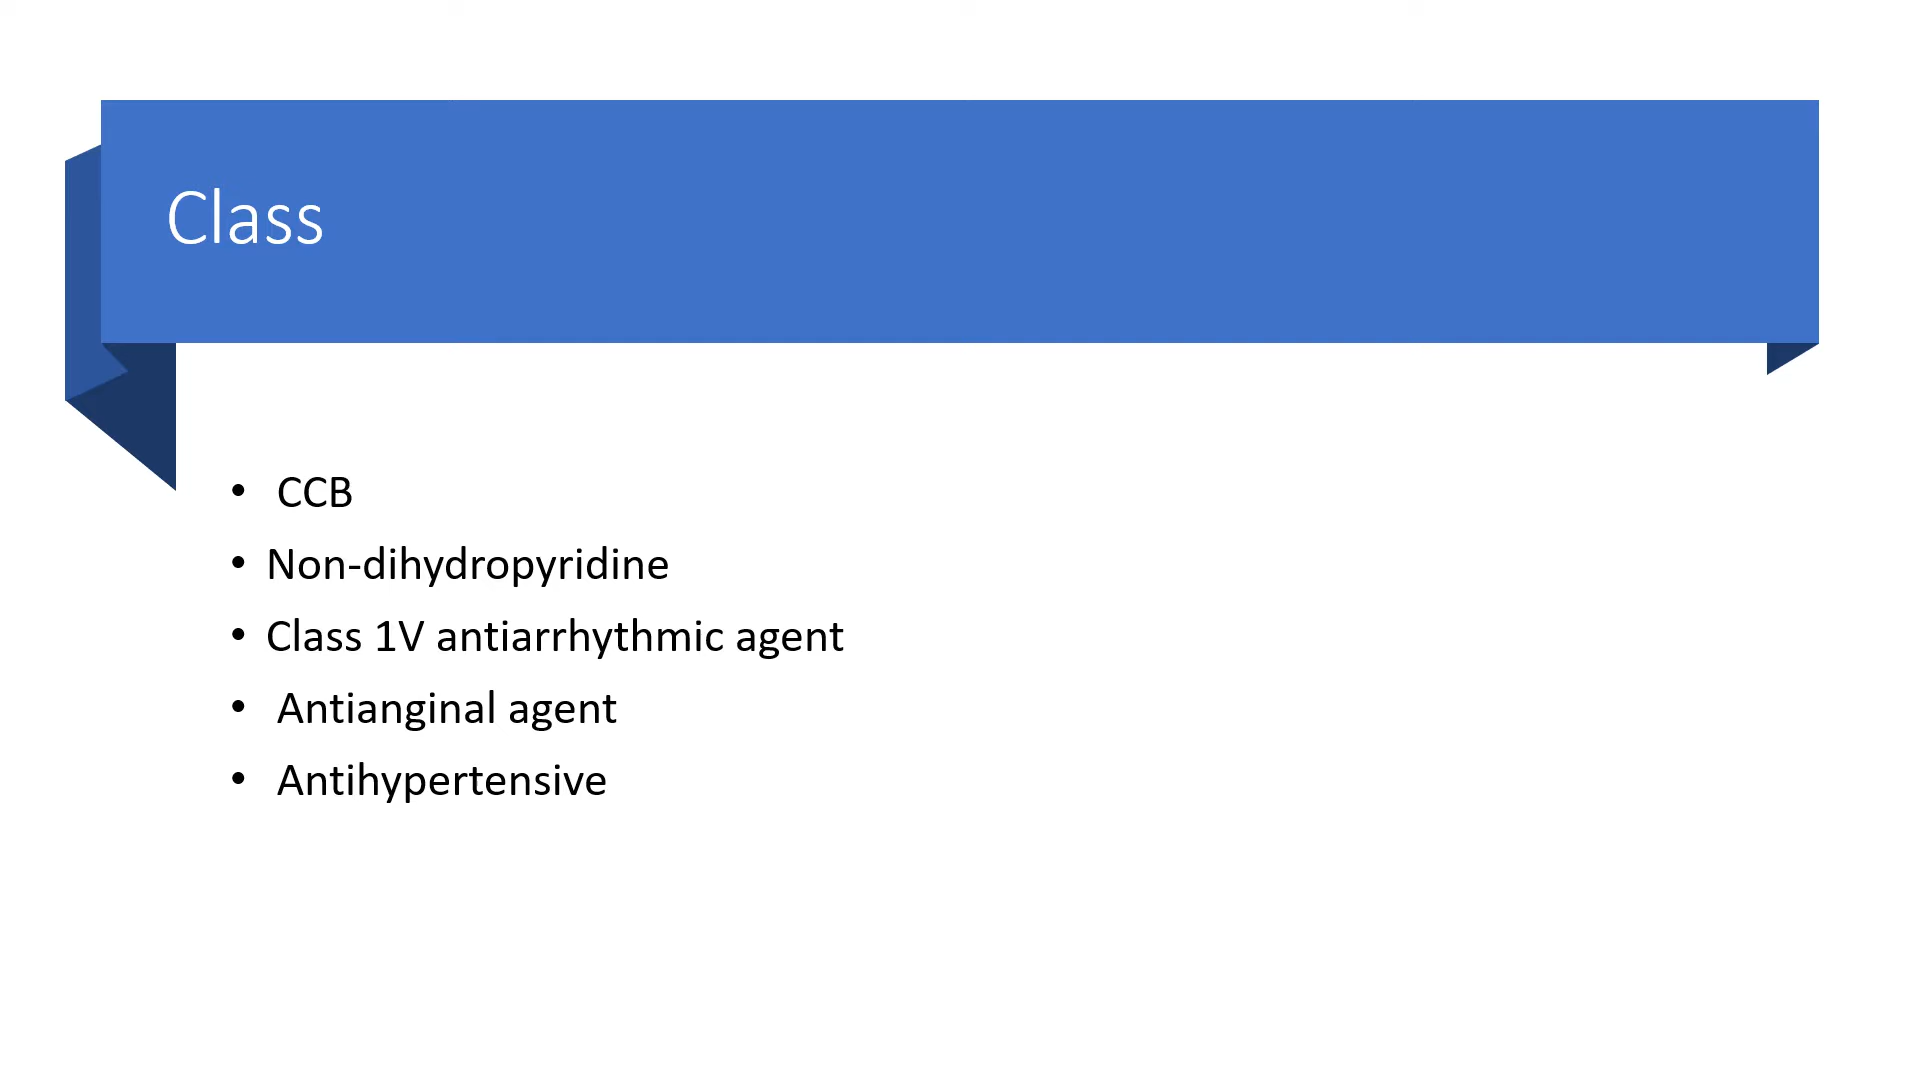 Class
• CCB
• Non-dihydropyridine
• Class 1V antiarrhythmic agent
• Antianginal agent
• Antihypertensive